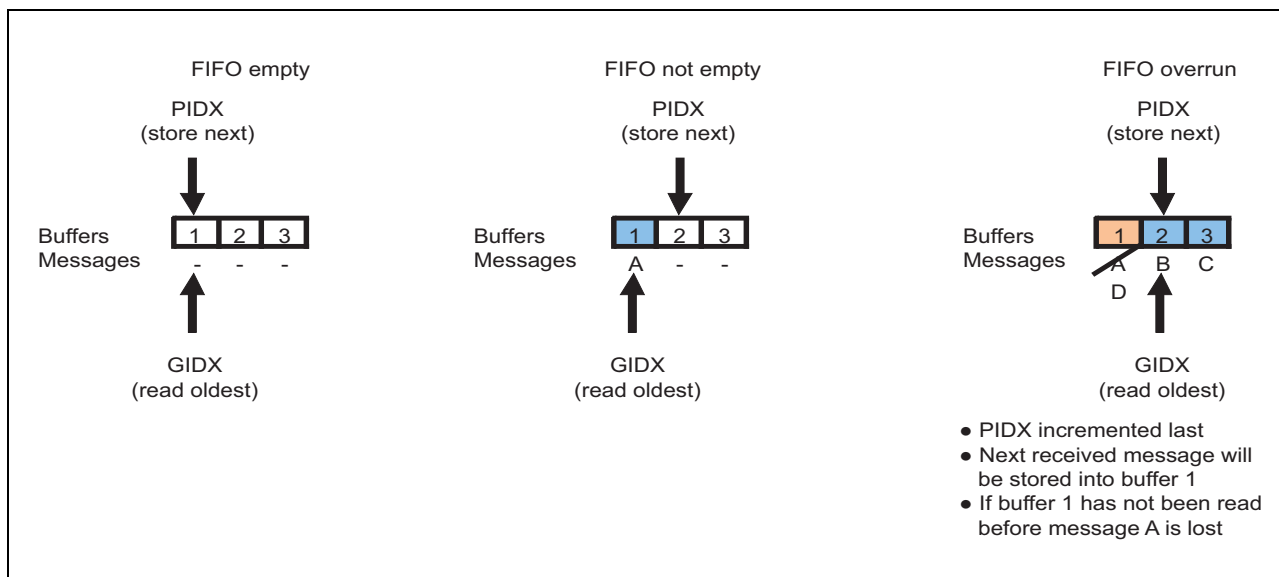 FIFO empty
PIDX
(store next)
Buffers
1 2 3
Messages
- - -
GIDX
(read oldest)
FIFO not empty
PIDX
(store next)
Buffers
1 2 3
Messages
A - -
GIDX
(read oldest)
FIFO overrun
PIDX
(store next)
Buffers
1 2 3
Messages
A B C
D
GIDX
(read oldest)
● PIDX incremented last
● Next received message will
be stored into buffer 1
● If buffer 1 has not been read
before message A is lost